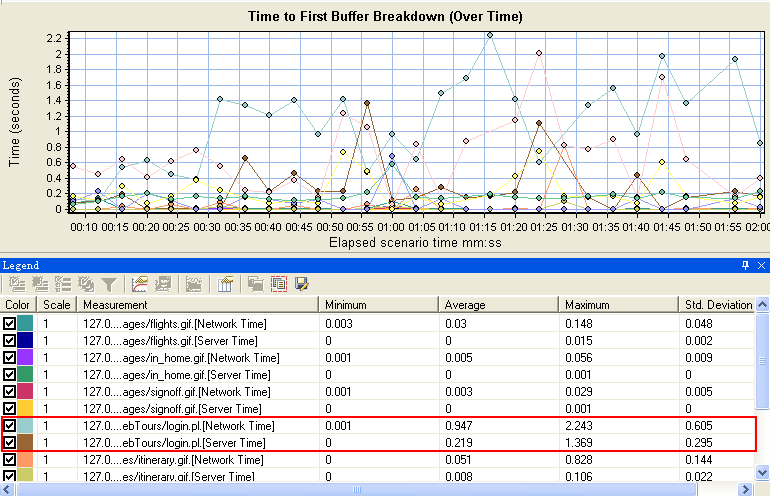 Time to First Buffer Breakdown (Over Time)
2.2
2
1.8
1.6
1.4
1.2
1
0.8
0.6
0.4
0.2
0
Time (seconds)
00:10 00:15 00:20 00:25 00:30 00:35 00:40 00:45 00:50 00:55 01:00 01:05 01:10 01:15 01:20 01:25 01:30 01:35 01:40 01:45 01:50 01:55 02:00
Elapsed scenario time mm:ss
Legend
Color Scale Measurement Minimum Average Maximum Std. Deviation
1 127.0....ages/flights.gif.[Network Time] 0.003 0.03 0.148 0.048
1 127.0....ages/flights.gif.[Server Time] 0 0 0.015 0.002
1 127.0....ages/in_home.gif.[Network Time] 0.001 0.005 0.056 0.009
1 127.0....ages/in_home.gif.[Server Time] 0 0 0.001 0
1 127.0....ages/signoff.gif.[Network Time] 0.001 0.003 0.029 0.005
1 127.0....ages/signoff.gif.[Server Time] 0 0 0.001 0
1 127.0....ebTours/login.pl.[Network Time] 0.001 0.947 2.243 0.605
1 127.0....ebTours/login.pl.[Server Time] 0 0.219 1.369 0.295
1 127.0....es/itinerary.gif.[Network Time] 0 0.051 0.828 0.144
1 127.0....es/itinerary.gif.[Server Time] 0 0.008 0.106 0.022